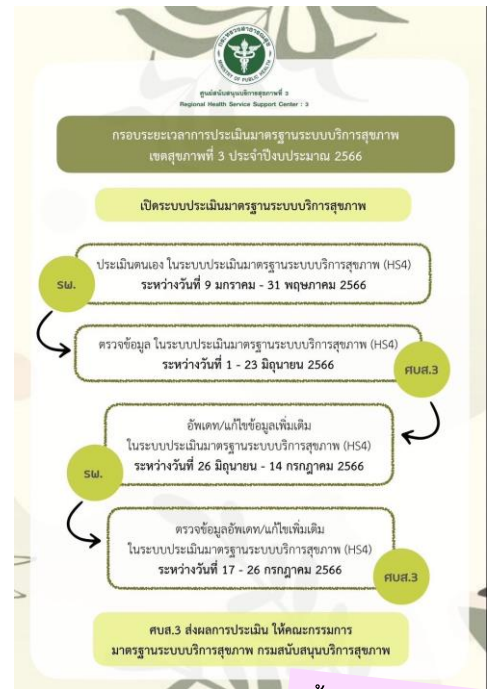 กระทรวงสาธารณสุข
MINISTRY OF PUBLIC HEALTH
ศูนย์สนับสนุนบริการสุขภาพที่ 3
Regional Health Service Support Center : 3
กรอบระยะเวลาการประเมินมาตรฐานระบบบริการสุขภาพ
เขตสุขภาพที่ 3 ประจำปีงบประมาณ 2566
เปิดระบบประเมินมาตรฐานระบบบริการสุขภาพ
รพ.
ประเมินตนเอง ในระบบประเมินมาตรฐานระบบบริการสุขภาพ (HS4)
ระหว่างวันที่ 9 มกราคม - 31 พฤษภาคม 2566
ตรวจข้อมูล ในระบบประเมินมาตรฐานระบบบริการสุขภาพ (HS4)
ระหว่างวันที่ 1 - 23 มิถุนายน 2566
ศบส.3
อัพเดท/แก้ไขข้อมูลเพิ่มเติม
ในระบบประเมินมาตรฐานระบบบริการสุขภาพ (HS4)
ระหว่างวันที่ 26 มิถุนายน - 14 กรกฎาคม 2566
รพ.
ตรวจข้อมูลอัพเดท/แก้ไขเพิ่มเติม
ในระบบประเมินมาตรฐานระบบบริการสุขภาพ (HS4)
ระหว่างวันที่ 17 - 26 กรกฎาคม 2566
ศบส.3
ศบส.3 ส่งผลการประเมิน ให้คณะกรรมการ
มาตรฐานระบบบริการสุขภาพ กรมสนับสนุนบริการสุขภาพ